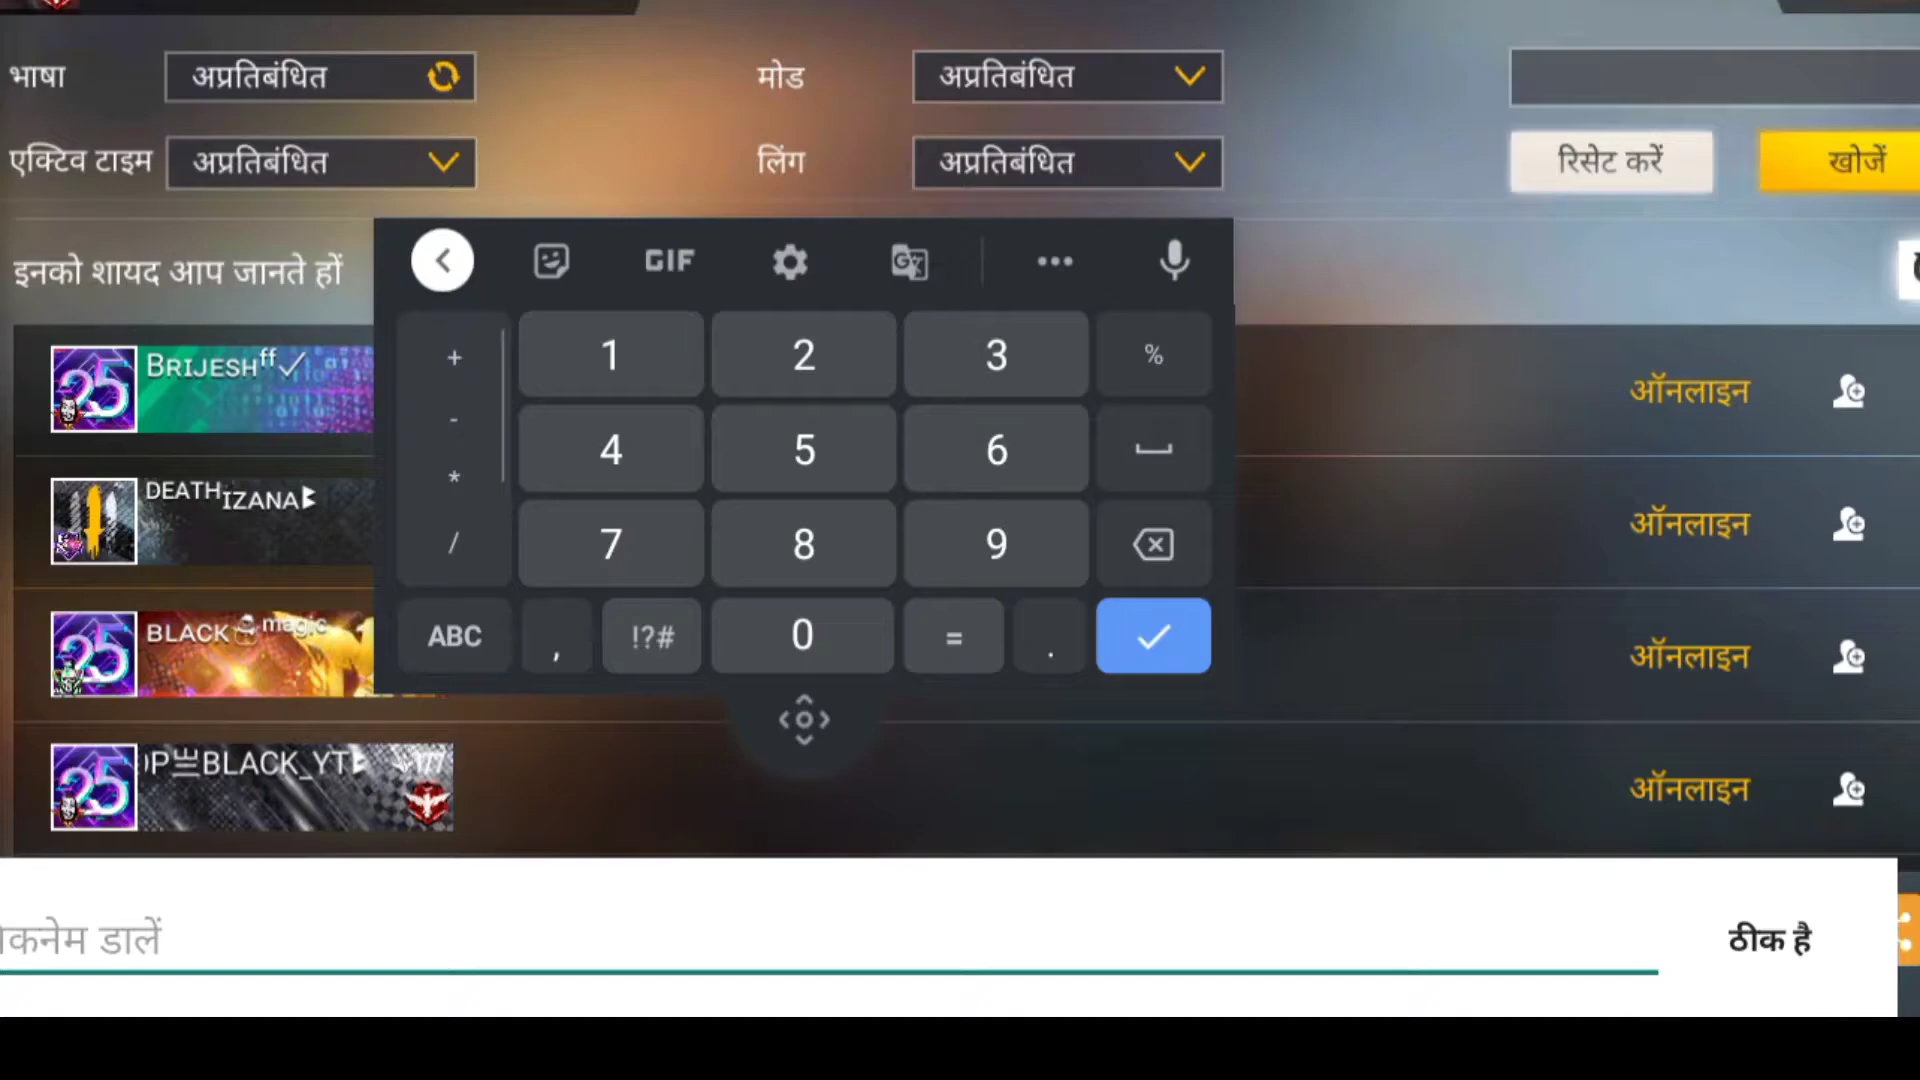 भाषा अप्रतिबंधित मोड अप्रतिबंधित
एक्टिव टाइम अप्रतिबंधित लिंग अप्रतिबंधित रिसेट करें खोजें
इनको शायद आप जानते हों
GIF
+ 1 2 3 %
- 4 5 6
*
/ 7 8 9
ABC , !?# 0 = .
BRIJESHᶠᶠ✓ ऑनलाइन
DEATHIZANA ऑनलाइन
BLACK magic ऑनलाइन
BLACK_YT ऑनलाइन
डालें ठीक है